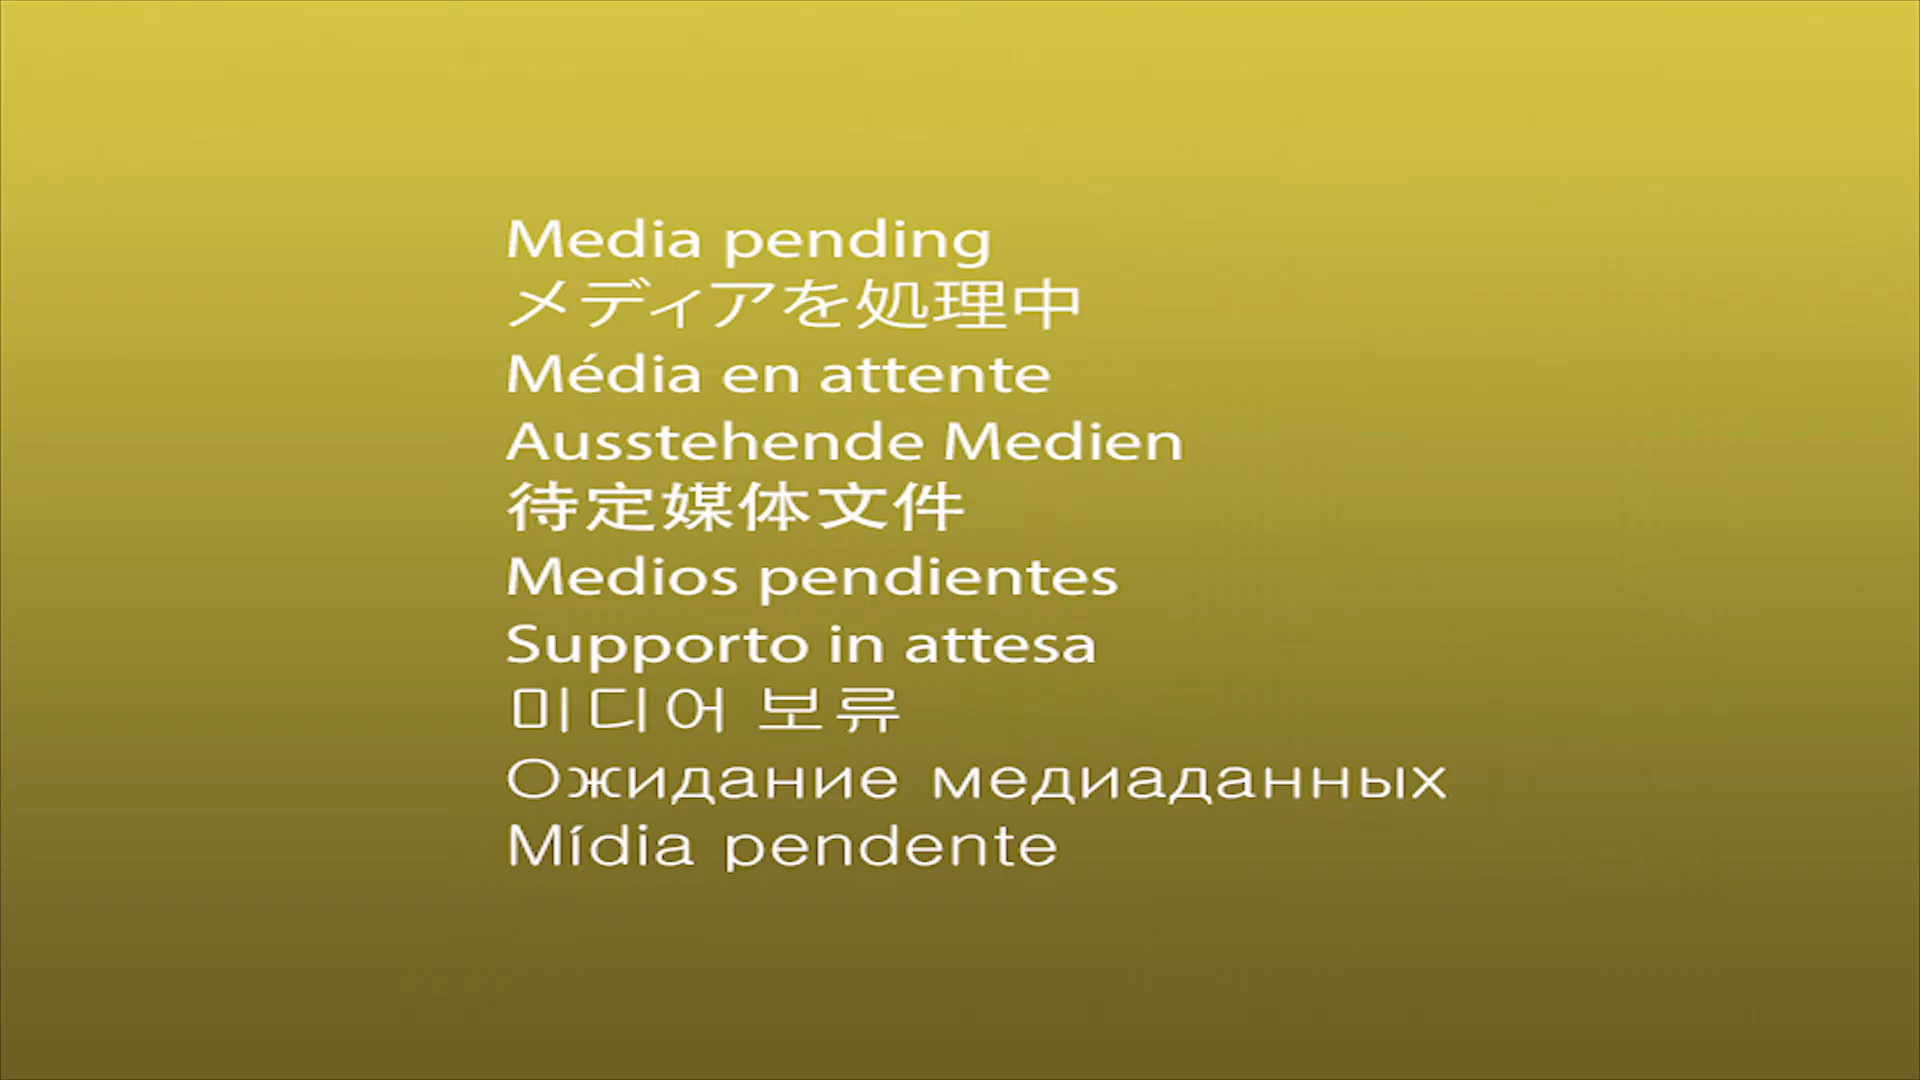 Media pending
メディアを処理中
Média en attente
Ausstehende Medien
待定媒体文件
Medios pendientes
Supporto in attesa
미디어 보류
Ожидание медиаданных
Mídia pendente